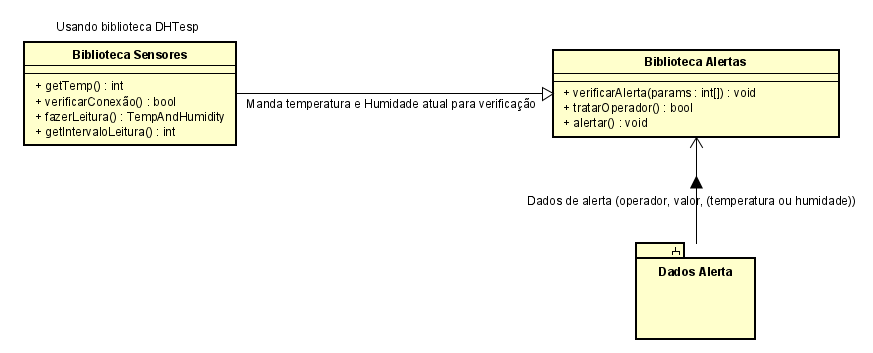 Usando biblioteca DHTesp
Biblioteca Sensores
+ getTemp() : int
+ verificarConexão() : bool
+ fazerLeitura() : TempAndHumidity
+ getIntervaloLeitura() : int
Manda temperatura e Humidade atual para verificação
Biblioteca Alertas
+ verificarAlerta(params : int[]) : void
+ tratarOperador() : bool
+ alertar() : void
Dados de alerta (operador, valor, (temperatura ou humidade))
Dados Alerta